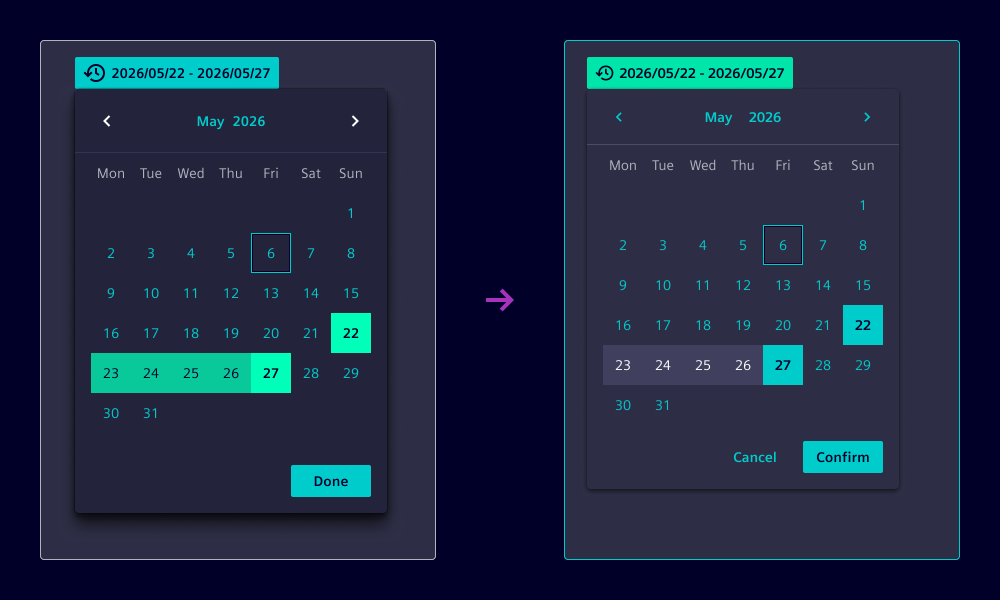 2026/05/22 - 2026/05/27
May 2026
Mon Tue Wed Thu Fri Sat Sun
1
2 3 4 5 6 7 8
9 10 11 12 13 14 15
16 17 18 19 20 21 22
23 24 25 26 27 28 29
30 31
Done
2026/05/22 - 2026/05/27
May 2026
Mon Tue Wed Thu Fri Sat Sun
1
2 3 4 5 6 7 8
9 10 11 12 13 14 15
16 17 18 19 20 21 22
23 24 25 26 27 28 29
30 31
Cancel Confirm